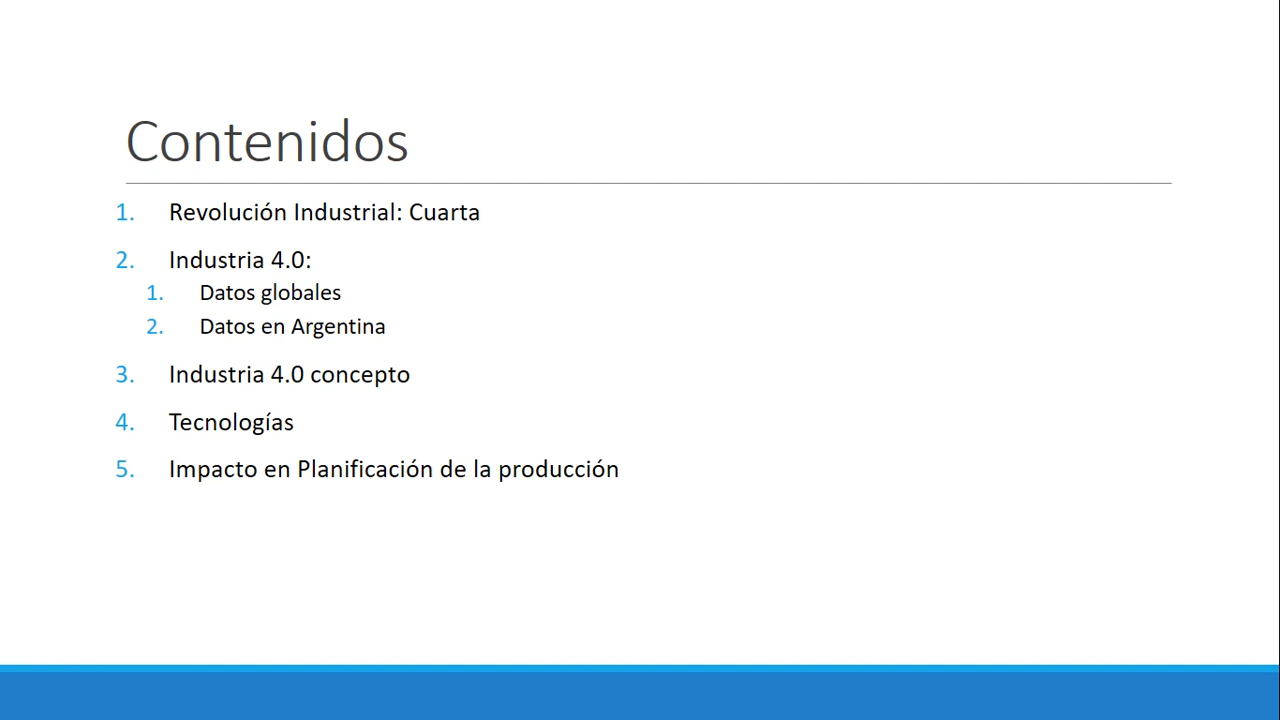 Contenidos
1. Revolución Industrial: Cuarta
2. Industria 4.0:
1. Datos globales
2. Datos en Argentina
3. Industria 4.0 concepto
4. Tecnologías
5. Impacto en Planificación de la producción